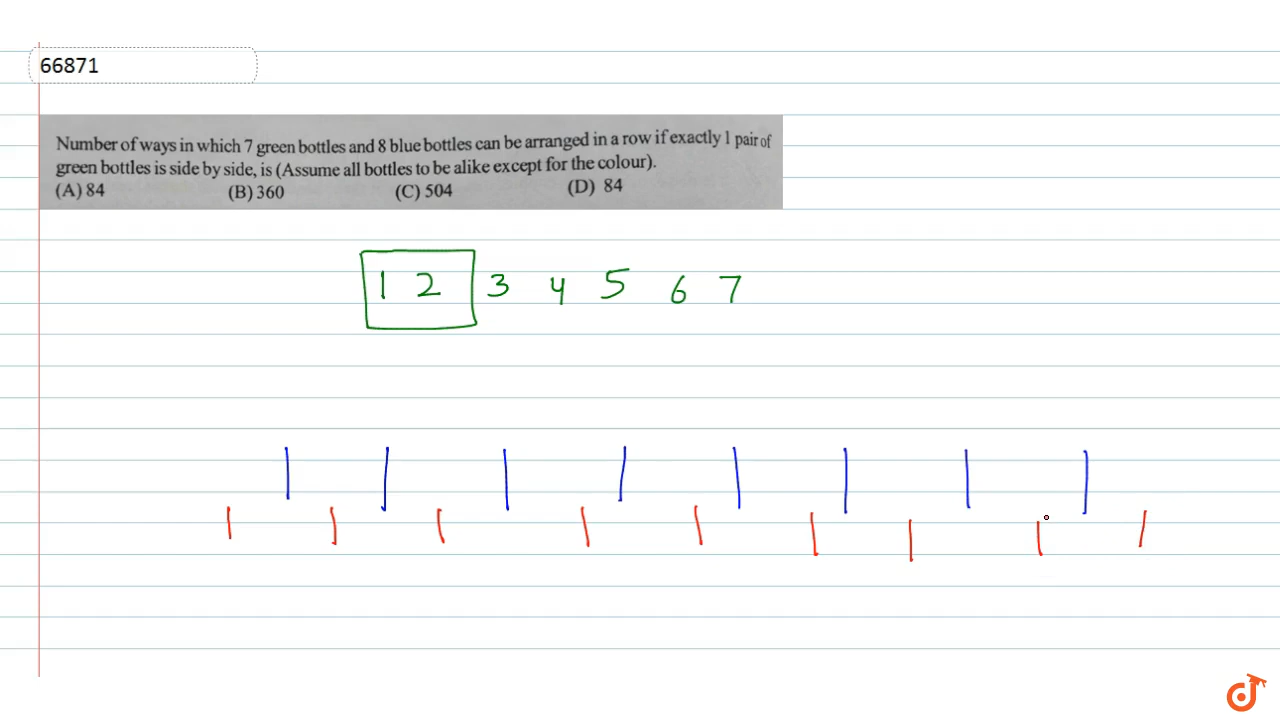 66871
Number of ways in which 7 green bottles and 8 blue bottles can be arranged in a row if exactly 1 pair of
green bottles is side by side, is (Assume all bottles to be alike except for the colour).
(A) 84 (B) 360 (C) 504 (D) 84
1 2 3 4 5 6 7